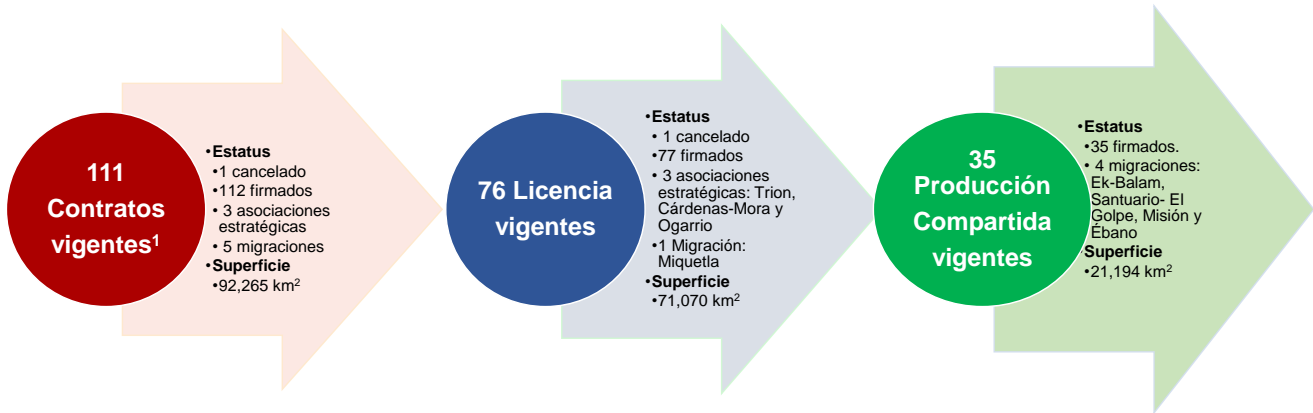 111
Contratos
vigentes¹
•Estatus
•1 cancelado
•112 firmados
• 3 asociaciones
estratégicas
• 5 migraciones
•Superficie
•92,265 km²
76 Licencia
vigentes
•Estatus
• 1 cancelado
•77 firmados
• 3 asociaciones
estratégicas: Trion,
Cárdenas-Mora y
Ogarrio
•1 Migración:
Miquetla
•Superficie
•71,070 km²
35
Producción
Compartida
vigentes
•Estatus
•35 firmados.
• 4 migraciones:
Ek-Balam,
Santuario- El
Golpe, Misión y
Ébano
•Superficie
•21,194 km²